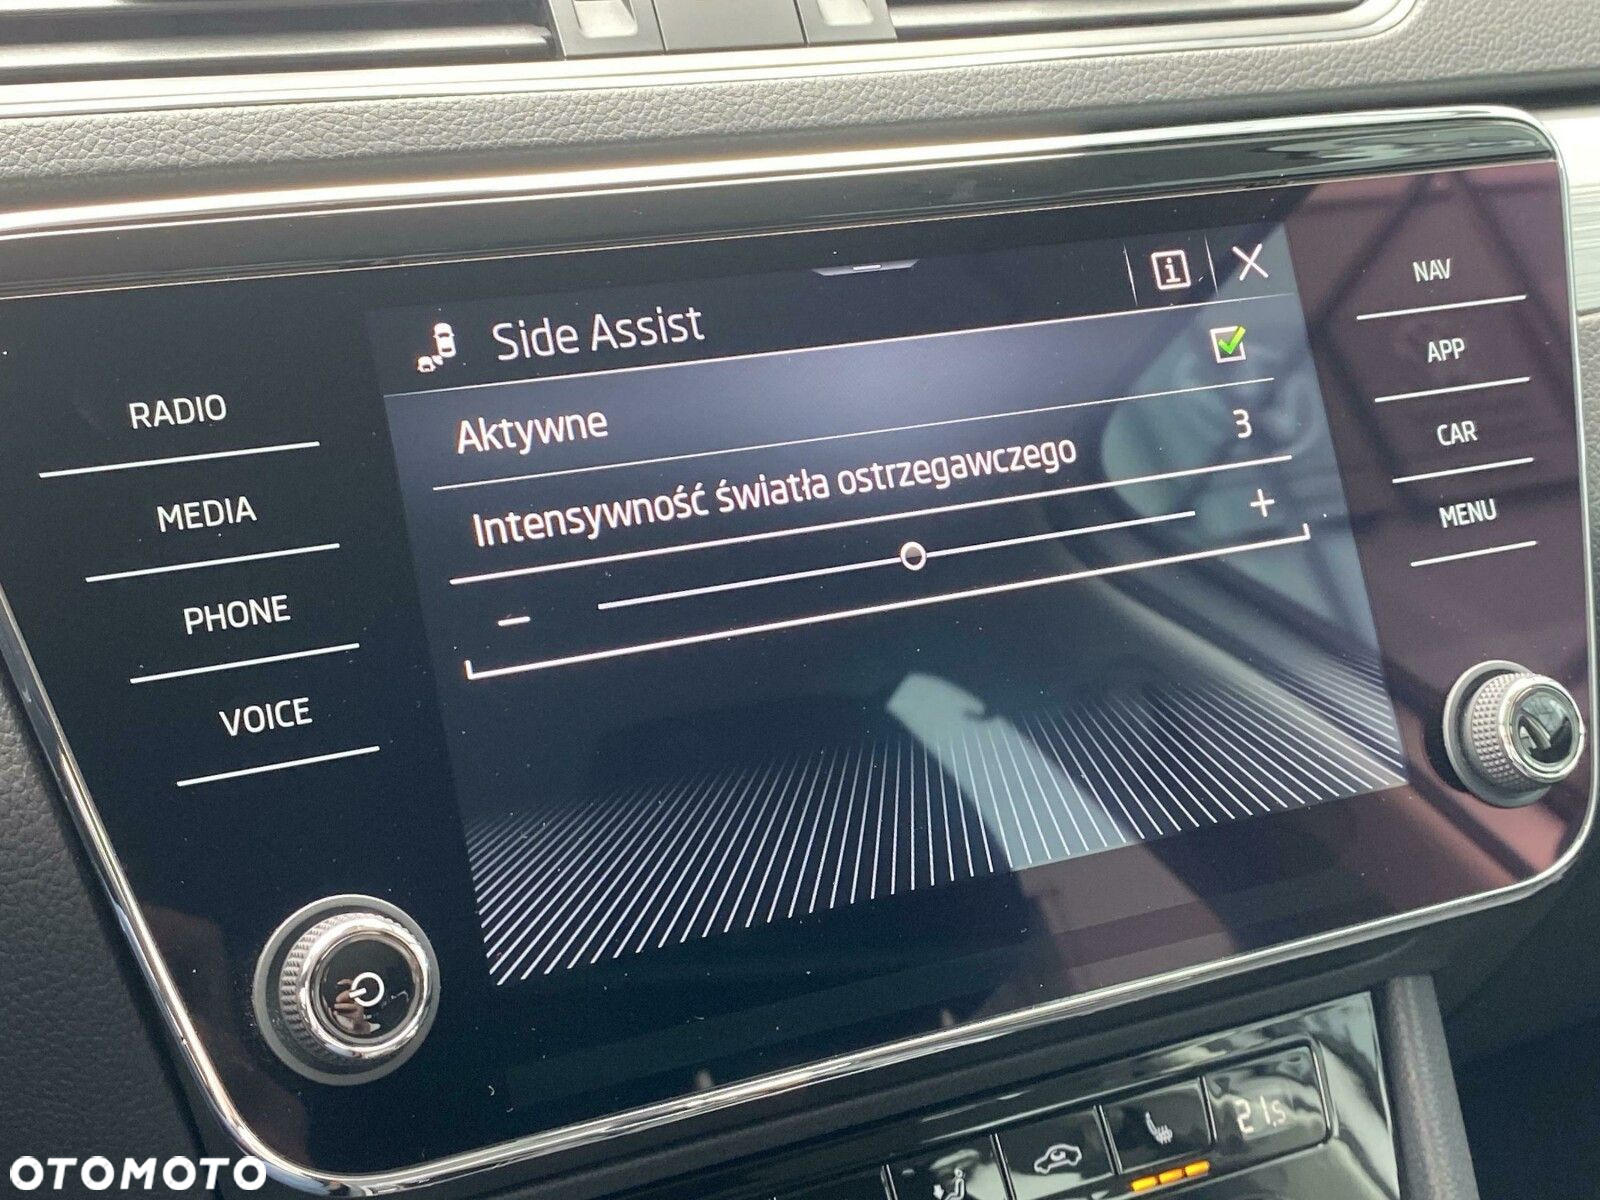 Side Assist
Aktywne
Intensywność światła ostrzegawczego 3
− +
RADIO
MEDIA
PHONE
VOICE
NAV
APP
CAR
MENU
21,5
OTOMOTO